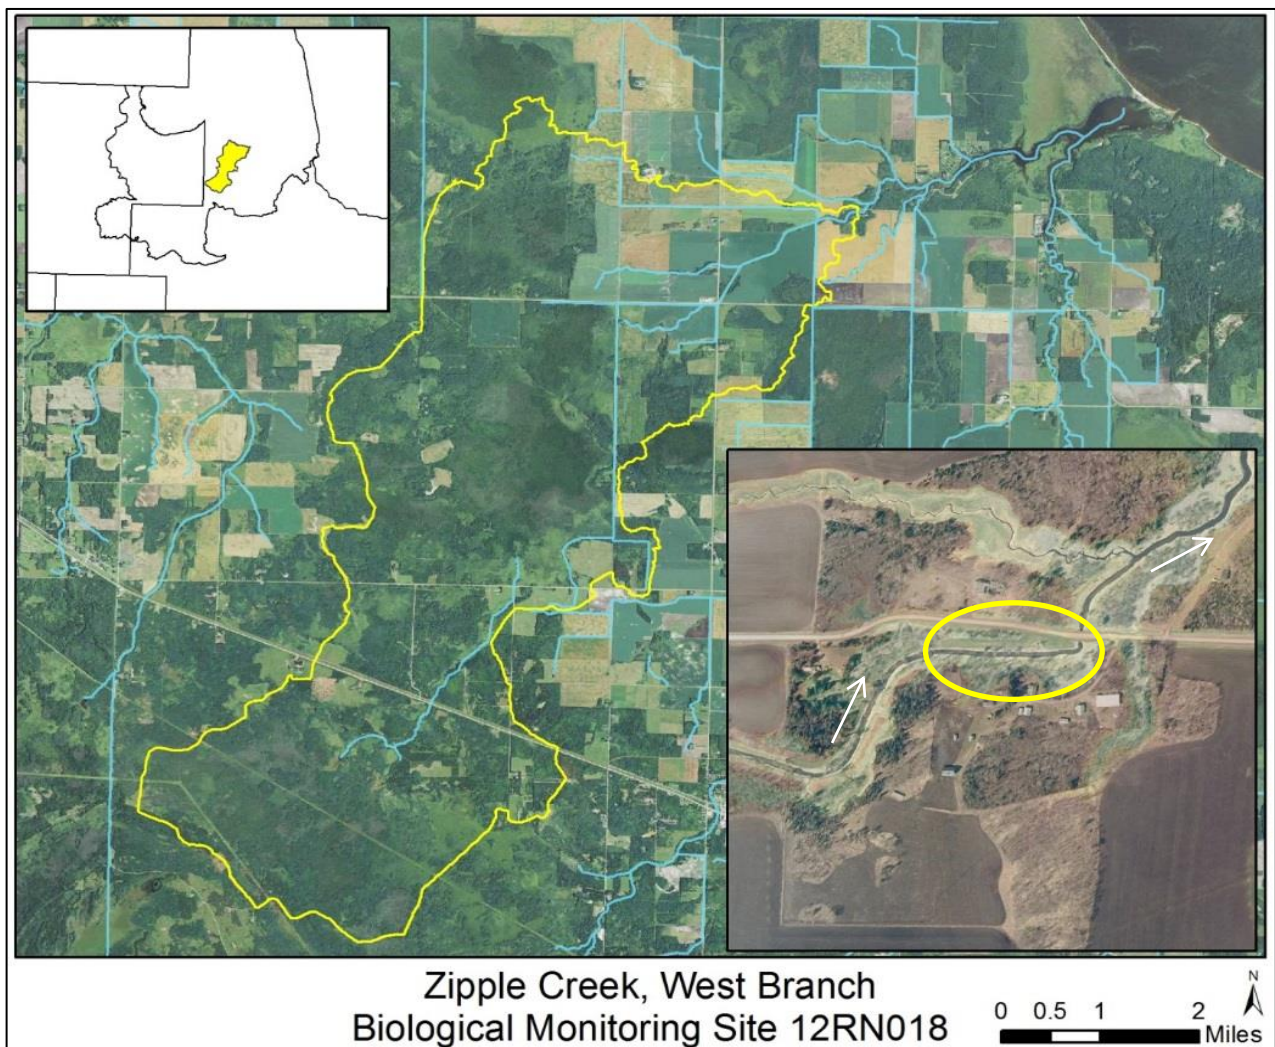 Zipple Creek, West Branch
Biological Monitoring Site 12RN018
N
0 0.5 1 2
Miles